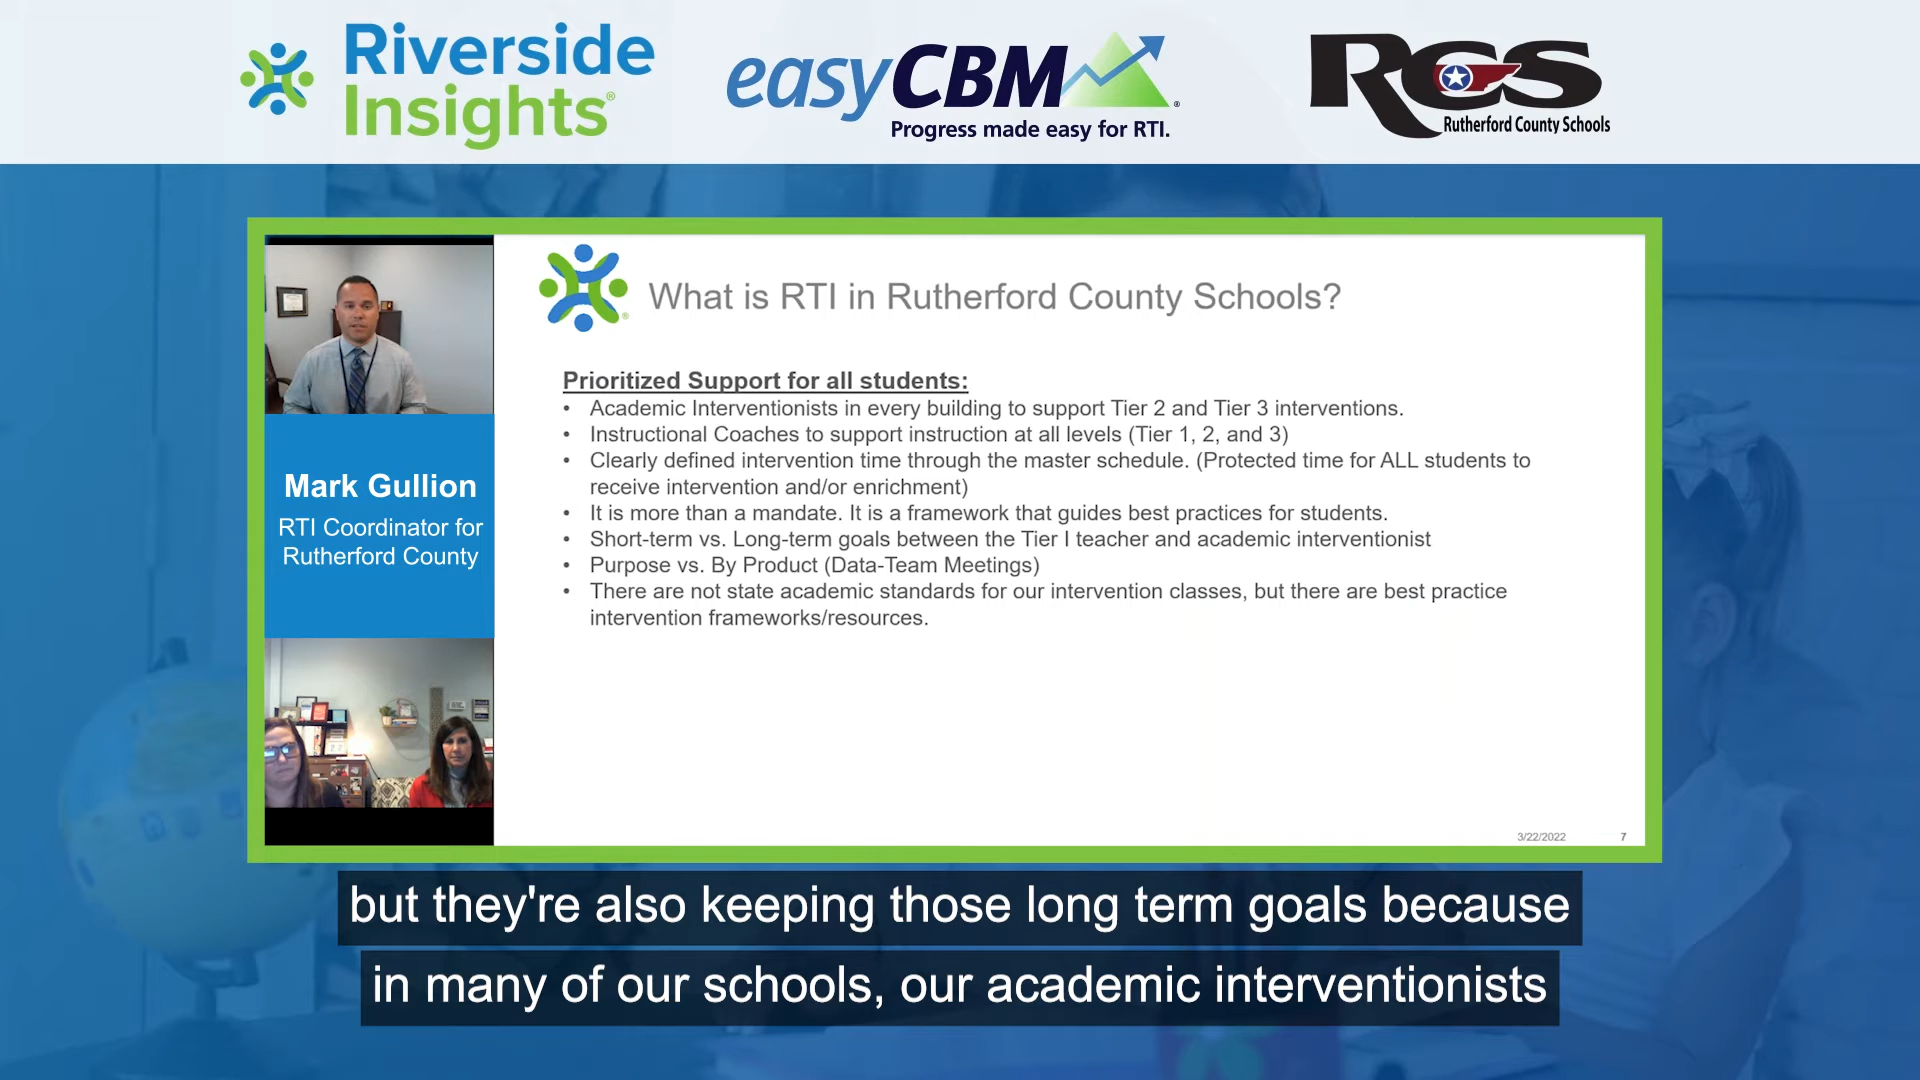 Riverside
Insights®
easyCBM®
Progress made easy for RTI.
RCS
Rutherford County Schools
What is RTI in Rutherford County Schools?
Mark Gullion
RTI Coordinator for
Rutherford County
Prioritized Support for all students:
• Academic Interventionists in every building to support Tier 2 and Tier 3 interventions.
• Instructional Coaches to support instruction at all levels (Tier 1, 2, and 3)
• Clearly defined intervention time through the master schedule. (Protected time for ALL students to
receive intervention and/or enrichment)
• It is more than a mandate. It is a framework that guides best practices for students.
• Short-term vs. Long-term goals between the Tier I teacher and academic interventionist
• Purpose vs. By Product (Data-Team Meetings)
• There are not state academic standards for our intervention classes, but there are best practice
intervention frameworks/resources.
3/22/2022 7
but they're also keeping those long term goals because
in many of our schools, our academic interventionists